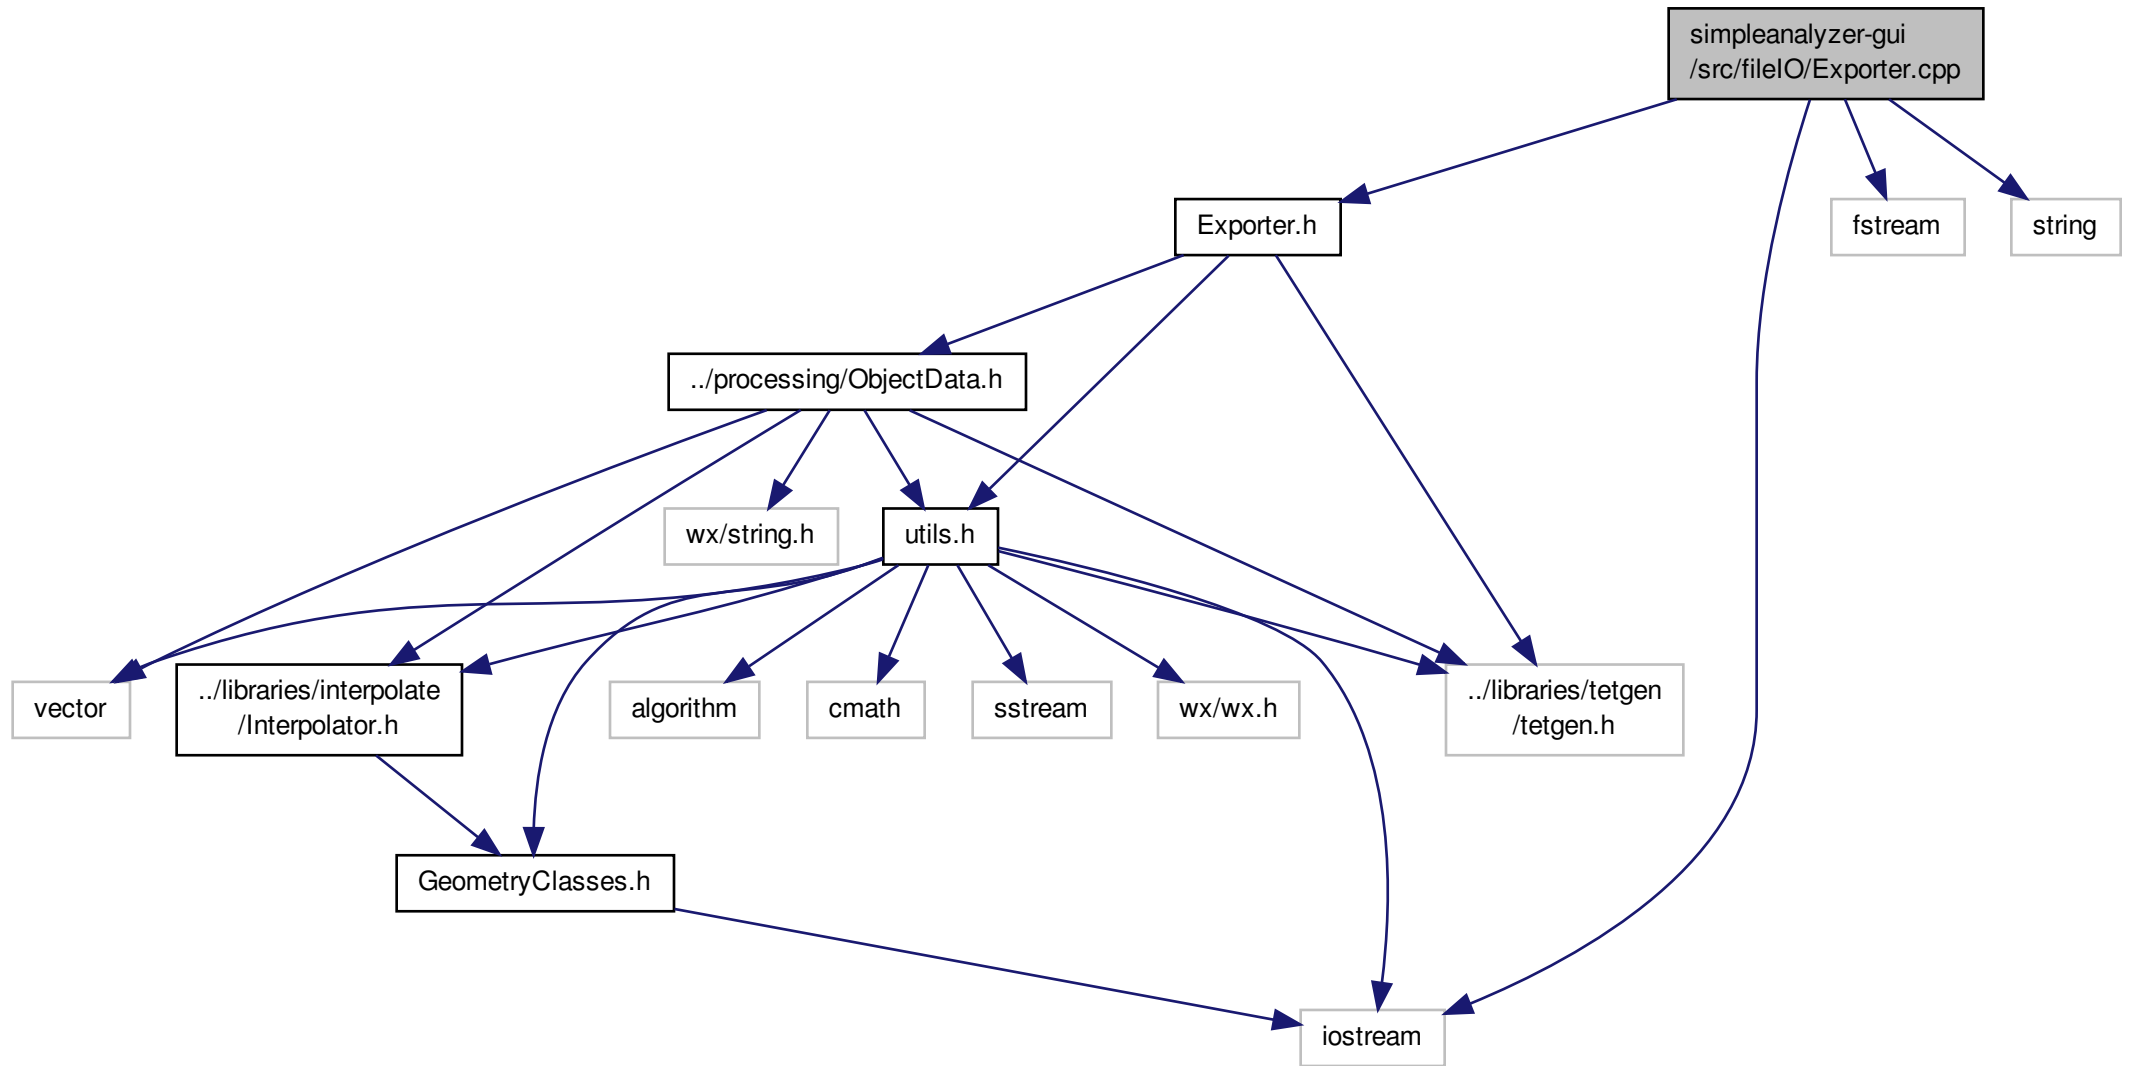 simpleanalyzer-gui
/src/fileIO/Exporter.cpp
Exporter.h
fstream
string
../processing/ObjectData.h
wx/string.h
utils.h
vector
../libraries/interpolate
/Interpolator.h
algorithm
cmath
sstream
wx/wx.h
../libraries/tetgen
/tetgen.h
GeometryClasses.h
iostream